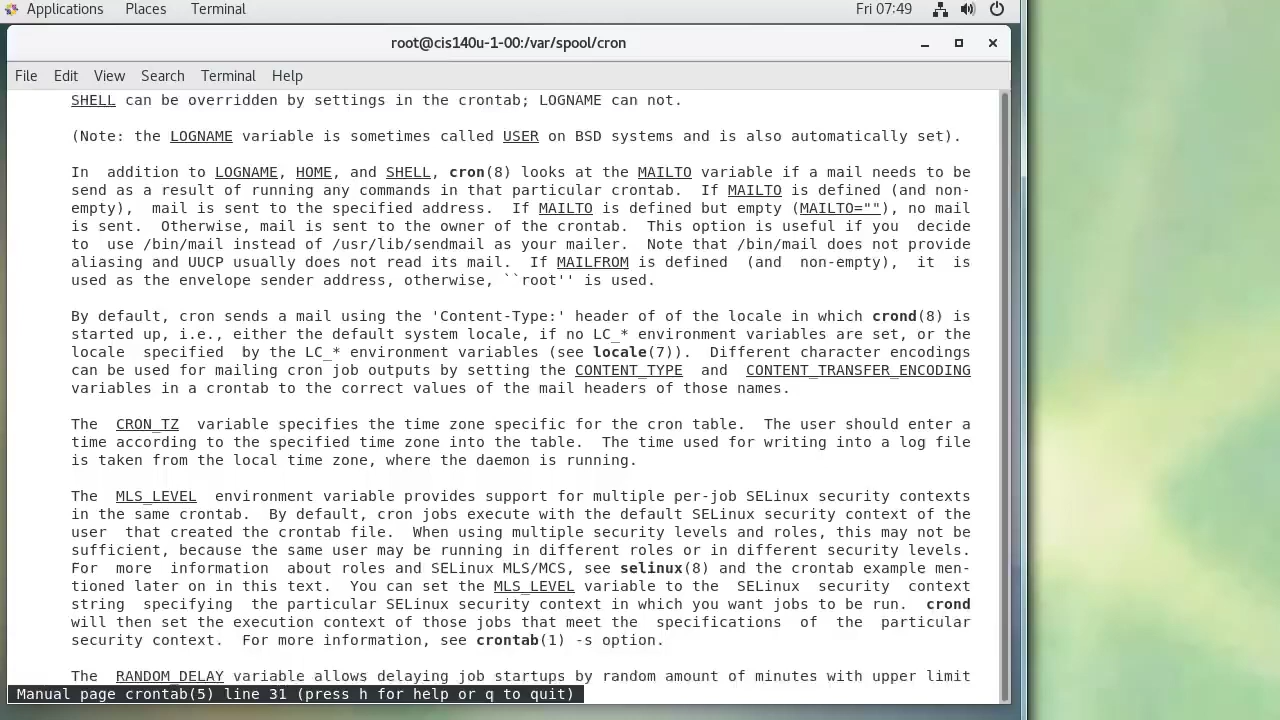 Applications Places Terminal Fri 07:49
root@cis140u-1-00:/var/spool/cron
File Edit View Search Terminal Help
SHELL can be overridden by settings in the crontab; LOGNAME can not.
(Note: the LOGNAME variable is sometimes called USER on BSD systems and is also automatically set).
In  addition to LOGNAME, HOME, and SHELL, cron(8) looks at the MAILTO variable if a mail needs to be
send as a result of running any commands in that particular crontab.  If MAILTO is defined (and non-
empty),  mail is sent to the specified address.  If MAILTO is defined but empty (MAILTO=""), no mail
is sent.  Otherwise, mail is sent to the owner of the crontab.  This option is useful if you  decide
to  use /bin/mail instead of /usr/lib/sendmail as your mailer.  Note that /bin/mail does not provide
aliasing and UUCP usually does not read its mail.  If MAILFROM is defined  (and  non-empty),  it  is
used as the envelope sender address, otherwise, ``root'' is used.
By default, cron sends a mail using the 'Content-Type:' header of of the locale in which crond(8) is
started up, i.e., either the default system locale, if no LC_* environment variables are set, or the
locale  specified  by the LC_* environment variables (see locale(7)).  Different character encodings
can be used for mailing cron job outputs by setting the CONTENT_TYPE  and  CONTENT_TRANSFER_ENCODING
variables in a crontab to the correct values of the mail headers of those names.
The  CRON_TZ  variable specifies the time zone specific for the cron table.  The user should enter a
time according to the specified time zone into the table.  The time used for writing into a log file
is taken from the local time zone, where the daemon is running.
The  MLS_LEVEL  environment variable provides support for multiple per-job SELinux security contexts
in the same crontab.  By default, cron jobs execute with the default SELinux security context of the
user  that created the crontab file.  When using multiple security levels and roles, this may not be
sufficient, because the same user may be running in different roles or in different security levels.
For  more  information  about roles and SELinux MLS/MCS, see selinux(8) and the crontab example men-
tioned later on in this text.  You can set the MLS_LEVEL variable to the  SELinux  security  context
string  specifying  the particular SELinux security context in which you want jobs to be run.  crond
will then set the execution context of those jobs that meet the  specifications  of  the  particular
security context.  For more information, see crontab(1) -s option.
The  RANDOM_DELAY variable allows delaying job startups by random amount of minutes with upper limit
Manual page crontab(5) line 31 (press h for help or q to quit)